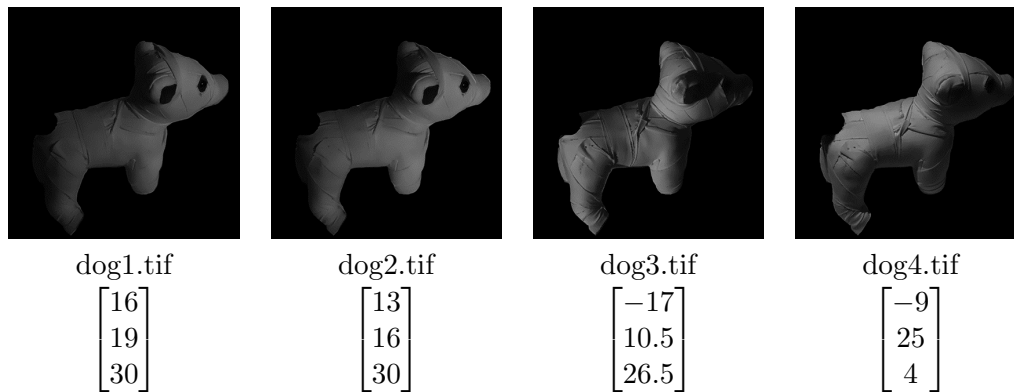 dog1.tif dog2.tif dog3.tif dog4.tif
[16 19 30] [13 16 30] [−17 10.5 26.5] [−9 25 4]